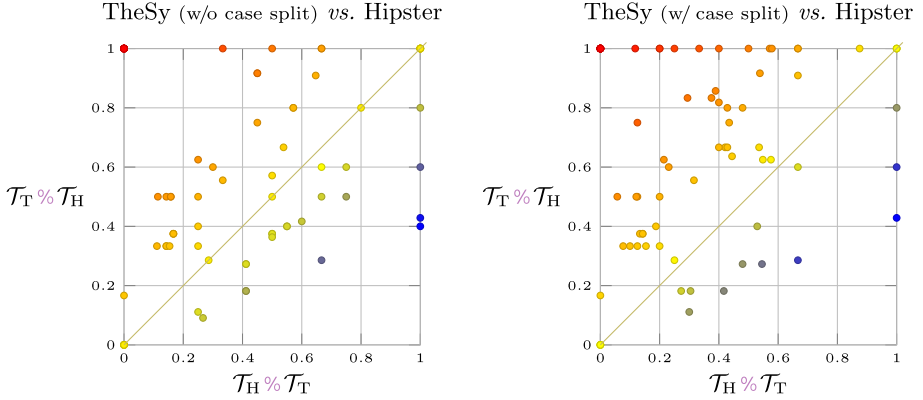 TheSy (w/o case split) vs. Hipster
1
0.8
0.6
0.4
0.2
0
0 0.2 0.4 0.6 0.8 1
𝒯T % 𝒯H
𝒯H % 𝒯T
TheSy (w/ case split) vs. Hipster
1
0.8
0.6
0.4
0.2
0
0 0.2 0.4 0.6 0.8 1
𝒯T % 𝒯H
𝒯H % 𝒯T